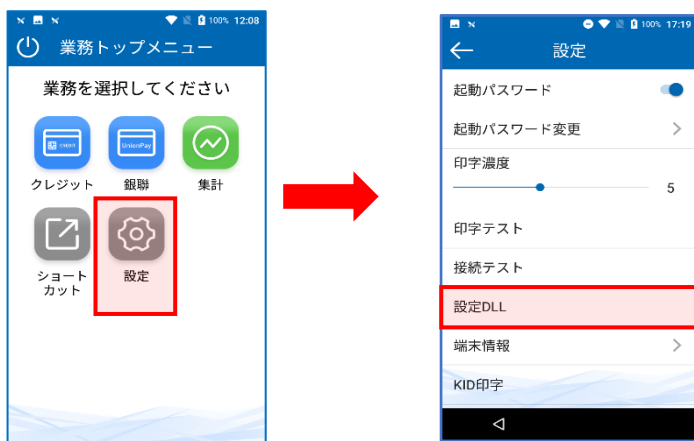 100% 12:08
業務トップメニュー
業務を選択してください
CREDIT
UnionPay
クレジット
銀聯
集計
ショート
カット
設定
100% 17:19
設定
起動パスワード
起動パスワード変更
印字濃度
5
印字テスト
接続テスト
設定DLL
端末情報
KID印字